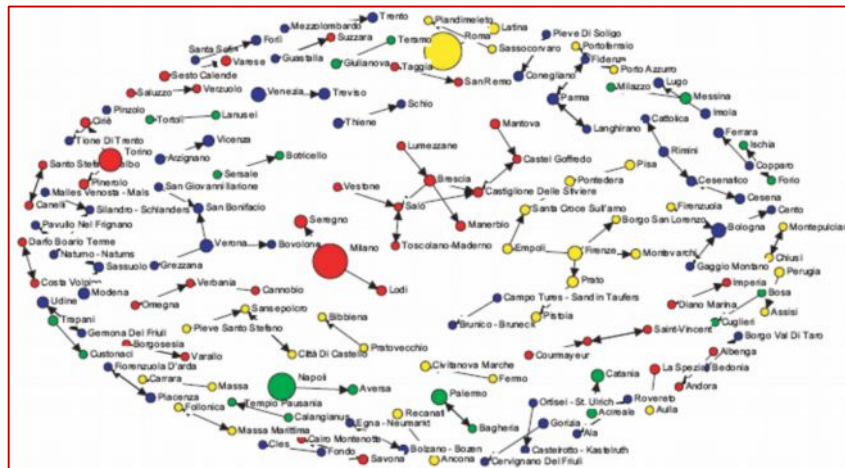 Trento
Piandimeleto
Latina
Mezzolombardo
Roma
Pieve Di Soligo
Forlì
Suzzara
Teramo
Sassocorvaro
Portoferraio
Santa Sofia
Varese
Guastalla
Giulianova
Taggia
Fidenza
Sesto Calende
San Remo
Conegliano
Porto Azzurro
Saluzzo
Verzuolo
Venezia
Treviso
Milazzo
Lugo
Messina
Parma
Pinzolo
Lanusei
Schio
Imola
Ciriè
Tortolì
Thiene
Mantova
Langhirano
Cattolica
Ferrara
Tione Di Trento
Vicenza
Lumezzane
Rimini
Ischia
Torino
Arzignano
Botricello
Castel Goffredo
Pisa
Copparo
Santo Stefano Belbo
Sersale
Brescia
Pontedera
Cesenatico
Forio
Pinerolo
Vestone
Castiglione Delle Stiviere
Malles Venosta - Mals
San Giovanni Ilarione
Salò
Firenzuola
Cesena
Canelli
Silandro - Schlanders
San Bonifacio
Seregno
Manerbio
Santa Croce Sull'arno
Borgo San Lorenzo
Cento
Pavullo Nel Frignano
Bologna
Montepulciano
Darfo Boario Terme
Verona
Bovolone
Milano
Toscolano-Maderno
Empoli
Firenze
Montevarchi
Naturno - Naturns
Chiusi
Sassuolo
Grezzana
Gaggio Montano
Perugia
Costa Volpino
Verbania
Lodi
Prato
Imperia
Modena
Cannobio
Bosa
Udine
Omegna
Sansepolcro
Campo Tures - Sand in Taufers
Diano Marina
Assisi
Trapani
Bibbiena
Pistoia
Cuglieri
Gemona Del Friuli
Pieve Santo Stefano
Brunico - Bruneck
Saint-Vincent
Borgo Val Di Taro
Custonaci
Borgosesia
Pratovecchio
Albenga
Varallo
Città Di Castello
Courmayeur
Fiorenzuola D'arda
Civitanova Marche
Catania
La Spezia
Bedonia
Carrara
Massa
Napoli
Fermo
Andora
Piacenza
Aversa
Palermo
Ortisei - St. Ulrich
Rovereto
Follonica
Tempio Pausania
Recanati
Acireale
Aulla
Calangianus
Massa Marittima
Egna - Neumarkt
Bagheria
Gorizia
Ala
Cles
Cairo Montenotte
Fondo
Bolzano - Bozen
Castelrotto - Kastelruth
Savona
Ancona
Cervignano Del Friuli